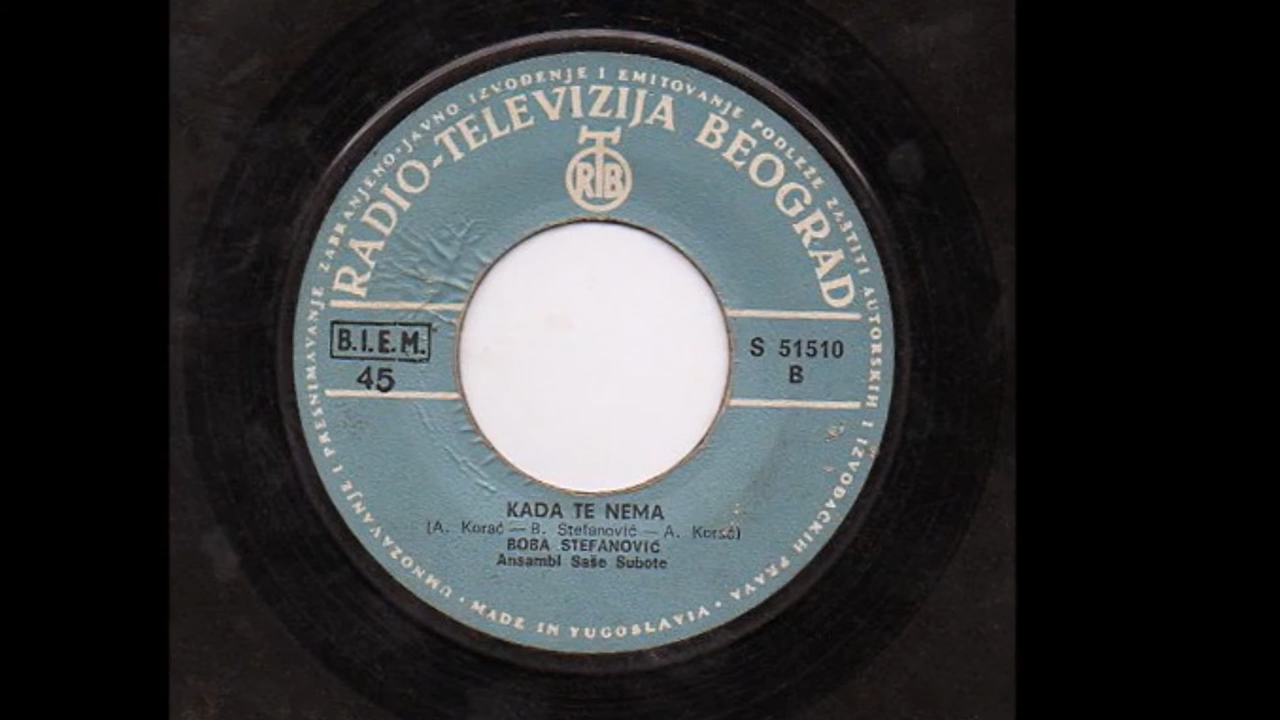 UMNOŽAVANJE I PRESNIMAVANJE ZABRANJENO • JAVNO IZVOĐENJE I EMITOVANJE PODLEŽE ZAŠTITI AUTORSKIH I IZVOĐAČKIH PRAVA • MADE IN YUGOSLAVIA •
RADIO-TELEVIZIJA BEOGRAD
RTB
B.I.E.M.
45
S 51510
B
KADA TE NEMA
(A. Korać — B. Stefanović — A. Korać)
BOBA STEFANOVIĆ
Ansambl Saše Subote